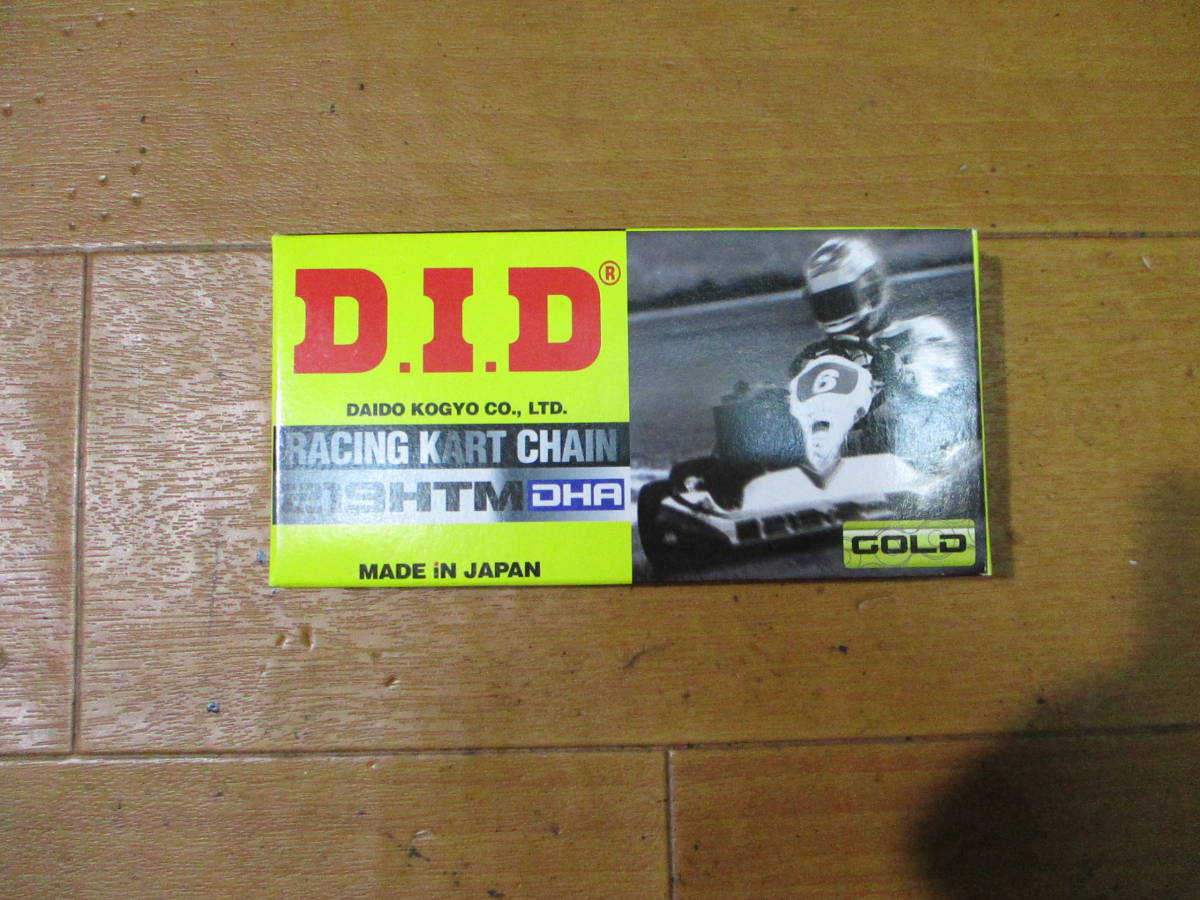 D.I.D®
DAIDO KOGYO CO., LTD.
RACING KART CHAIN
219HTM DHA
MADE iN JAPAN
6
GOLD